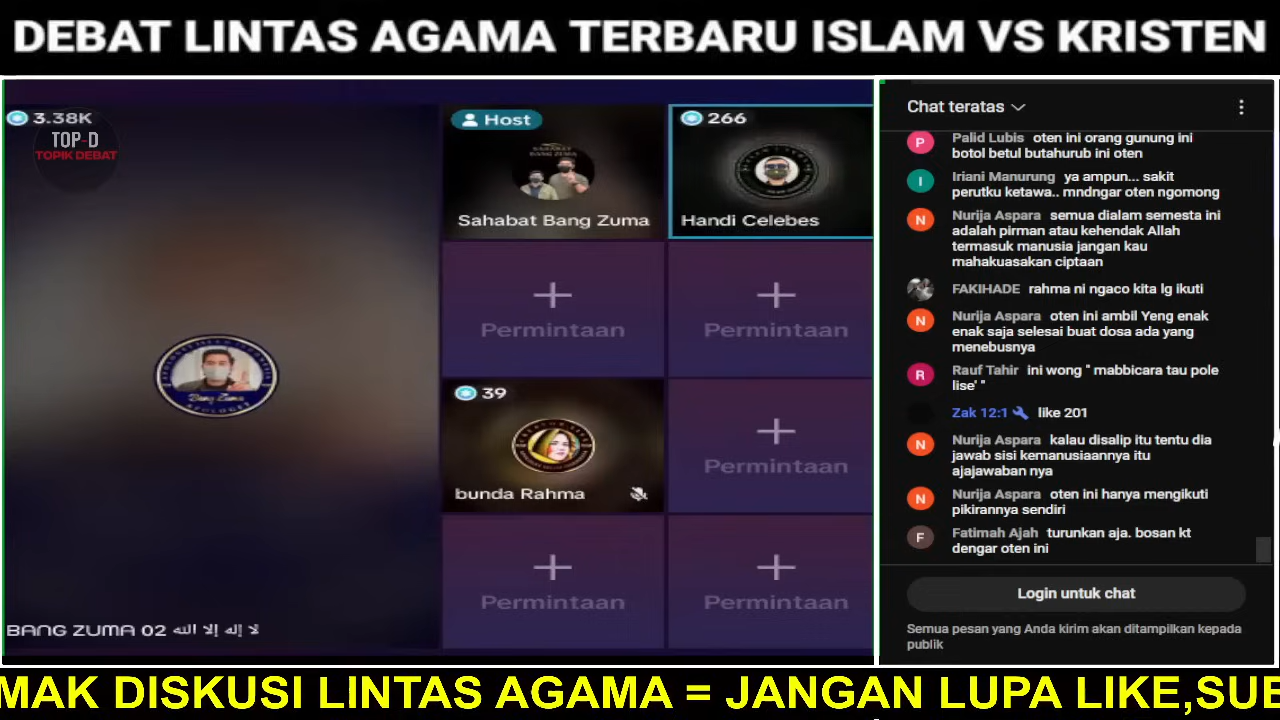 DEBAT LINTAS AGAMA TERBARU ISLAM VS KRISTEN
3.38K
TOP-D
TOPIK DEBAT
Host
Sahabat Bang Zuma
266
Handi Celebes
Permintaan
Permintaan
Bang Zuma
39
bunda Rahma
Permintaan
Permintaan
Permintaan
BANG ZUMA 02 لا إله إلا الله
Chat teratas
P
Palid Lubis oten ini orang gunung ini
botol betul butahurub ini oten
I
Iriani Manurung ya ampun... sakit
perutku ketawa.. mndngar oten ngomong
N
Nurija Aspara semua dialam semesta ini
adalah pirman atau kehendak Allah
termasuk manusia jangan kau
mahakuasakan ciptaan
FAKIHADE rahma ni ngaco kita lg ikuti
N
Nurija Aspara oten ini ambil Yeng enak
enak saja selesai buat dosa ada yang
menebusnya
R
Rauf Tahir ini wong " mabbicara tau pole
lise' "
Zak 12:1 like 201
N
Nurija Aspara kalau disalip itu tentu dia
jawab sisi kemanusiaannya itu
ajajawaban nya
N
Nurija Aspara oten ini hanya mengikuti
pikirannya sendiri
F
Fatimah Ajah turunkan aja. bosan kt
dengar oten ini
Login untuk chat
Semua pesan yang Anda kirim akan ditampilkan kepada
publik
MAK DISKUSI LINTAS AGAMA = JANGAN LUPA LIKE,SUB